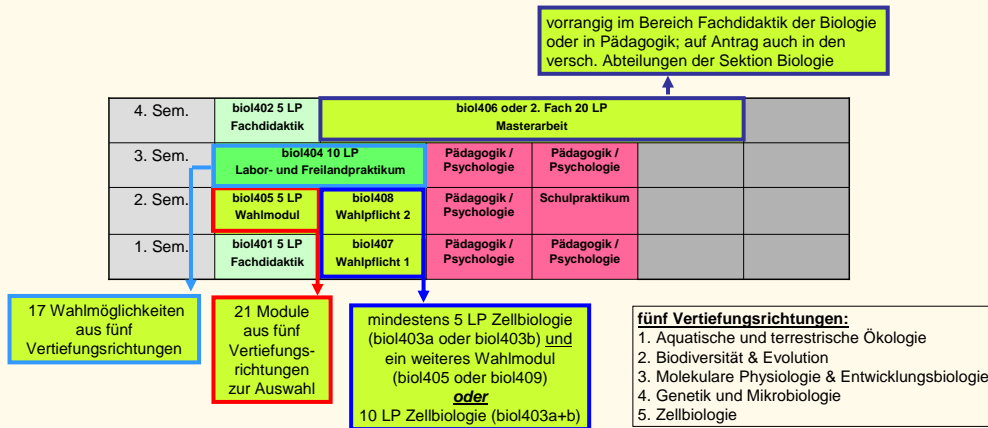 vorrangig im Bereich Fachdidaktik der Biologie
oder in Pädagogik; auf Antrag auch in den
versch. Abteilungen der Sektion Biologie
4. Sem.
biol402 5 LP
Fachdidaktik
biol406 oder 2. Fach 20 LP
Masterarbeit
3. Sem.
biol404 10 LP
Labor- und Freilandpraktikum
Pädagogik /
Psychologie
Pädagogik /
Psychologie
2. Sem.
biol405 5 LP
Wahlmodul
biol408
Wahlpflicht 2
Pädagogik /
Psychologie
Schulpraktikum
1. Sem.
biol401 5 LP
Fachdidaktik
biol407
Wahlpflicht 1
Pädagogik /
Psychologie
Pädagogik /
Psychologie
17 Wahlmöglichkeiten
aus fünf
Vertiefungsrichtungen
21 Module
aus fünf
Vertiefungs-
richtungen
zur Auswahl
mindestens 5 LP Zellbiologie
(biol403a oder biol403b) und
ein weiteres Wahlmodul
(biol405 oder biol409)
oder
10 LP Zellbiologie (biol403a+b)
fünf Vertiefungsrichtungen:
1. Aquatische und terrestrische Ökologie
2. Biodiversität & Evolution
3. Molekulare Physiologie & Entwicklungsbiologie
4. Genetik und Mikrobiologie
5. Zellbiologie